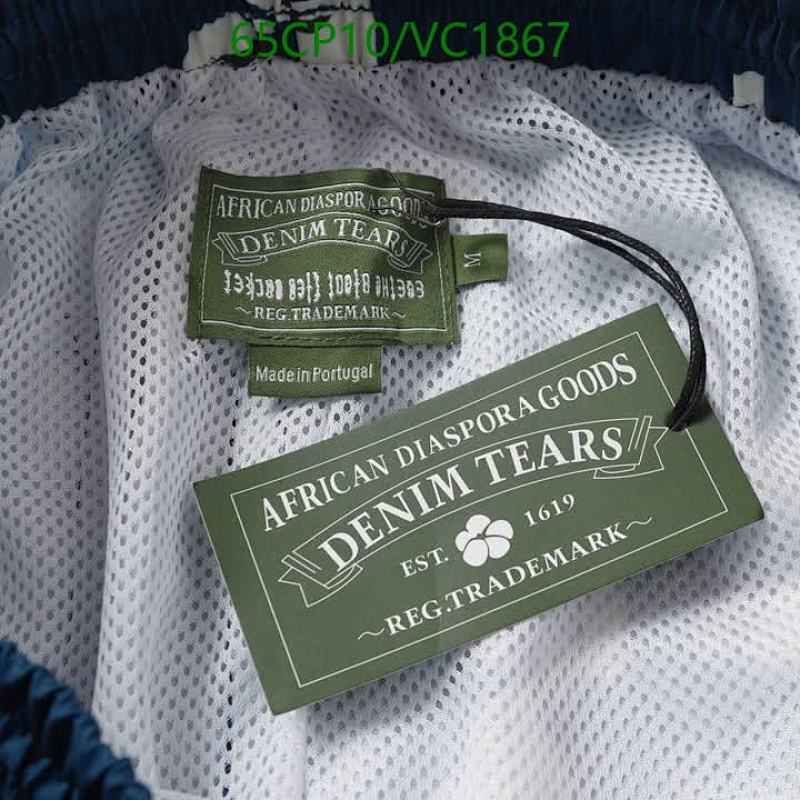 65CP10/VC1867
AFRICAN DIASPORA GOODS
DENIM TEARS
REG.TRADEMARK
M
Made in Portugal
AFRICAN DIASPORA GOODS
DENIM TEARS
EST. 1619
REG.TRADEMARK